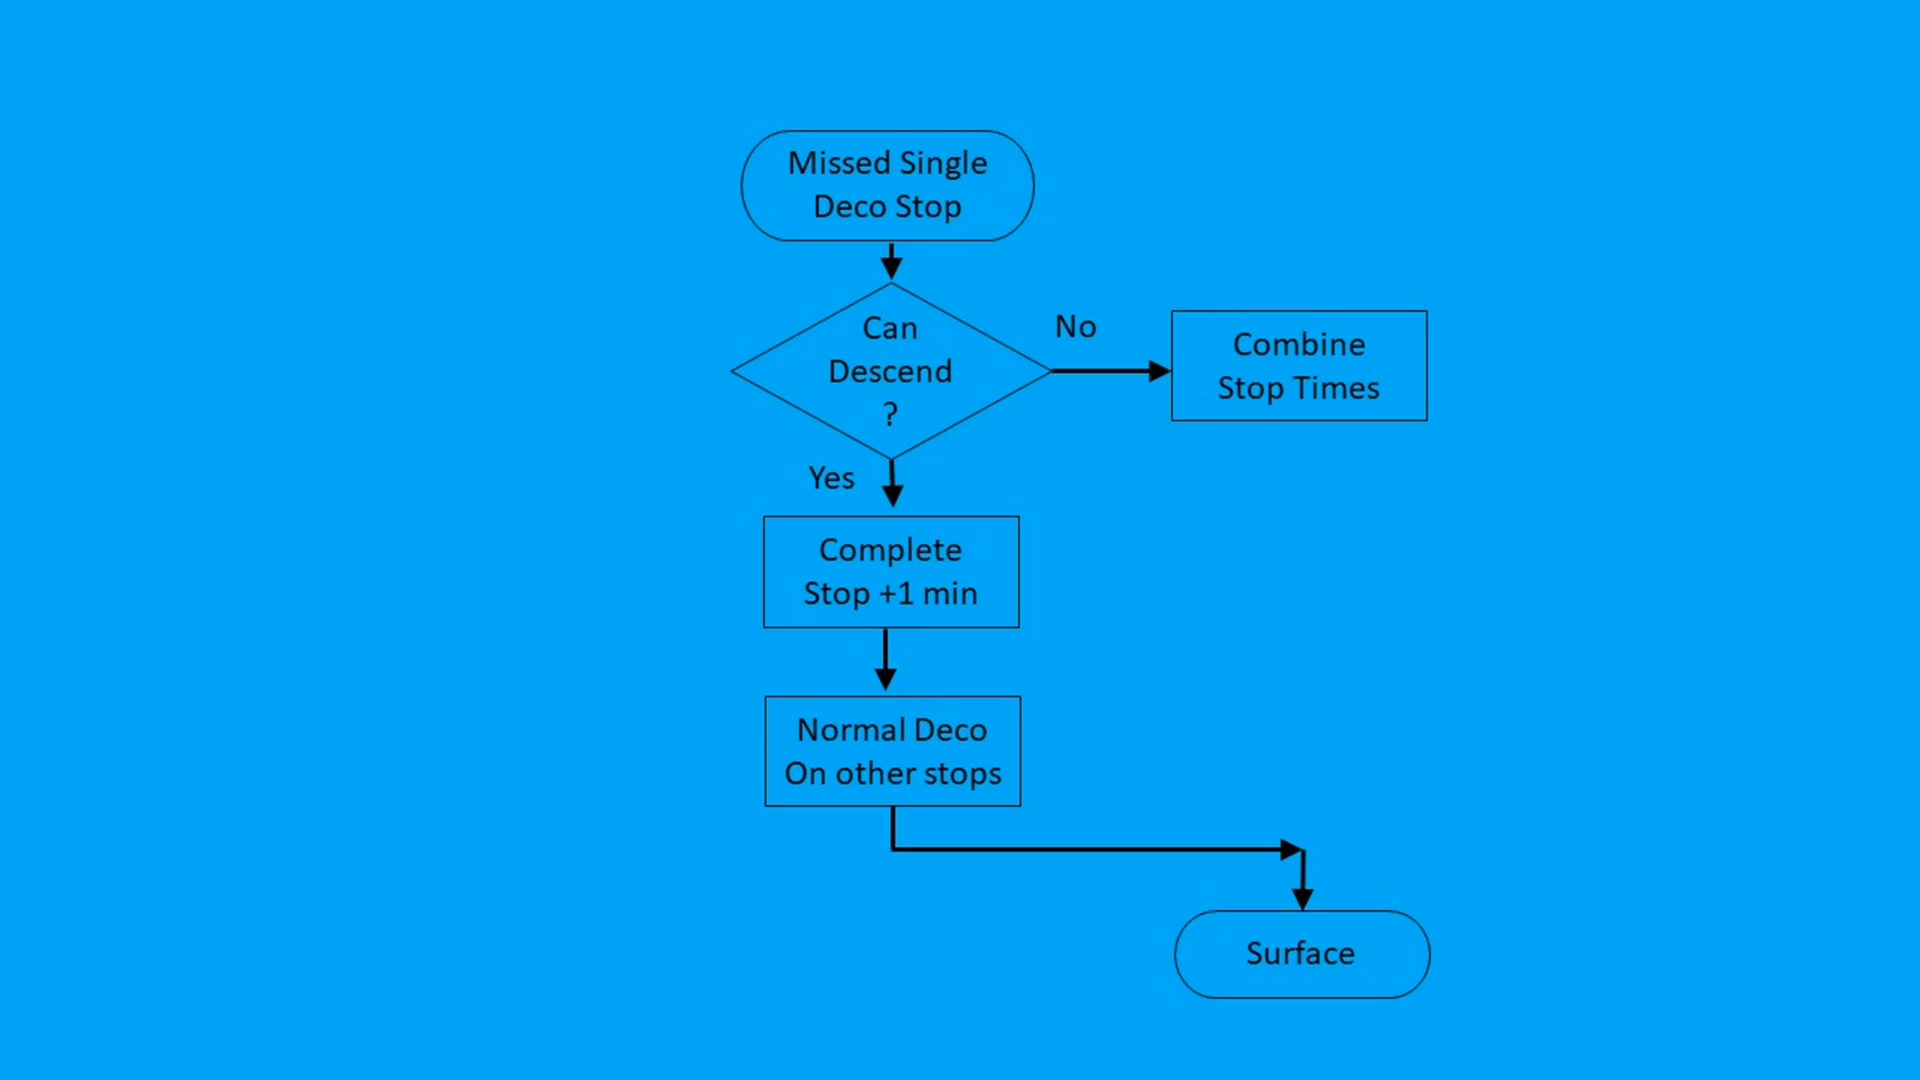 Missed Single
Deco Stop
Can
Descend
?
No
Combine
Stop Times
Yes
Complete
Stop +1 min
Normal Deco
On other stops
Surface